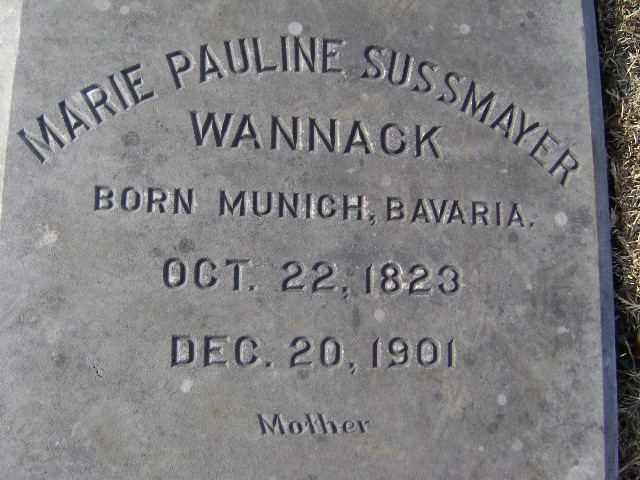 MARIE PAULINE SUSSMAYER
WANNACK
BORN MUNICH, BAVARIA.
OCT. 22, 1823
DEC. 20, 1901
Mother